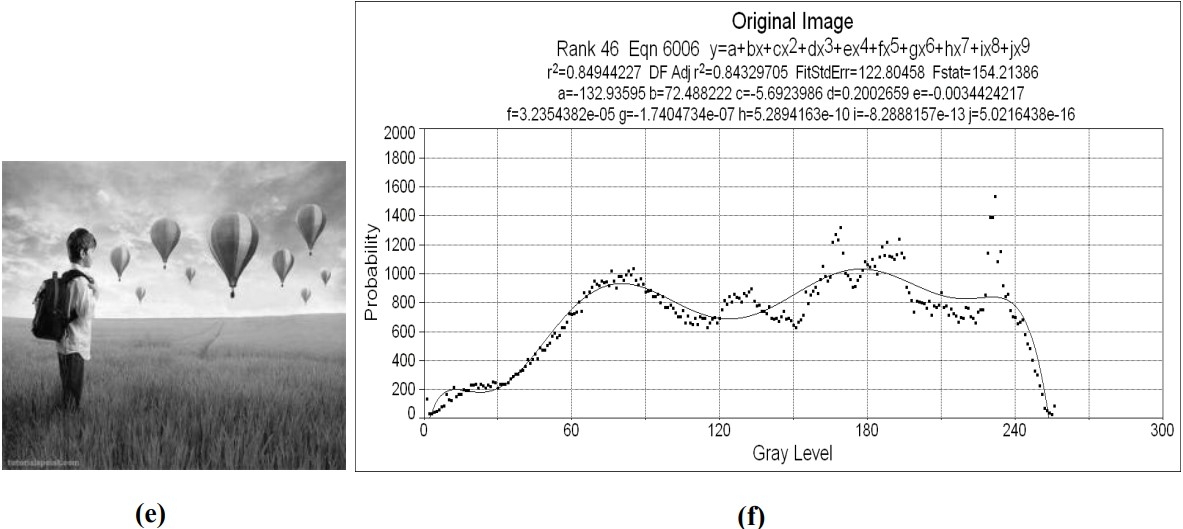 Original Image
Rank 46 Eqn 6006 y=a+bx+cx²+dx³+ex⁴+fx⁵+gx⁶+hx⁷+ix⁸+jx⁹
r²=0.84944227 DF Adj r²=0.84329705 FitStdErr=122.80458 Fstat=154.21386
a=-132.93595 b=72.488222 c=-5.6923986 d=0.2002659 e=-0.0034424217
f=3.2354382e-05 g=-1.7404734e-07 h=5.2894163e-10 i=-8.2888157e-13 j=5.0216438e-16
2000
1800
1600
1400
1200
1000
800
600
400
200
0
Probability
0 60 120 180 240 300
Gray Level
tutorialspoint.com
(e)
(f)